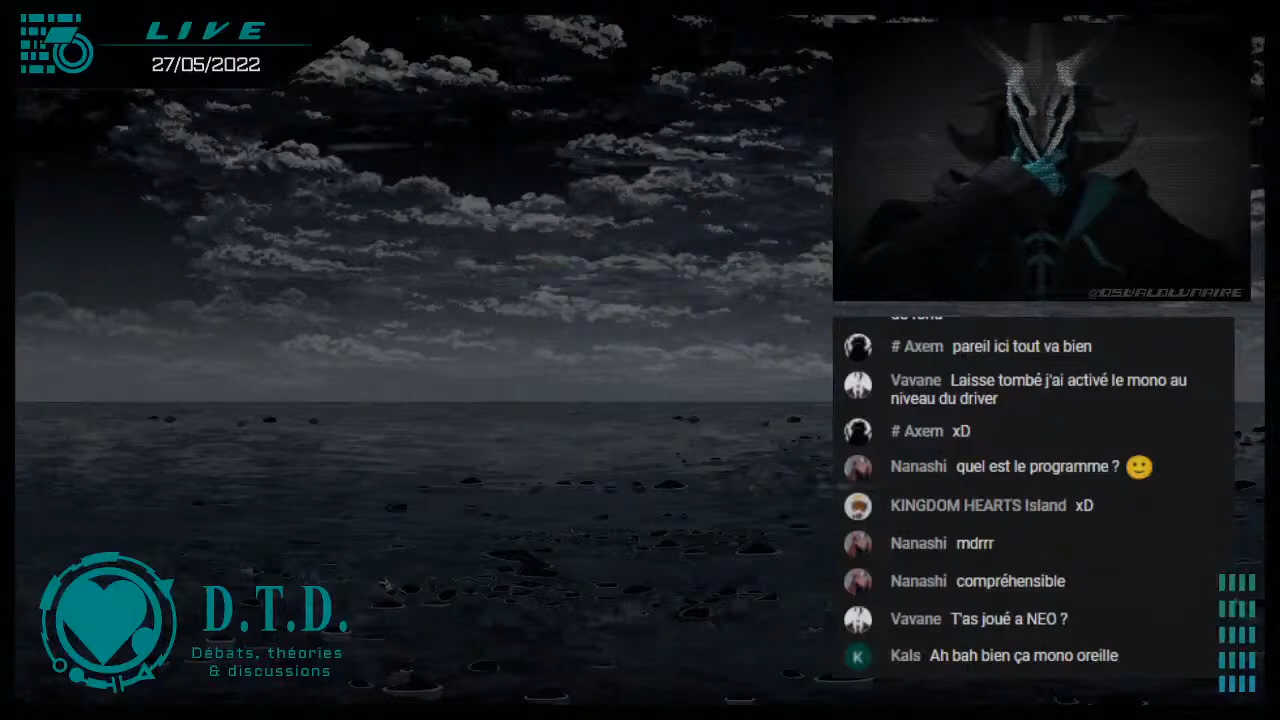 LIVE
27/05/2022
@OSWALDLUNAIRE
# Axem pareil ici tout va bien
Vavane Laisse tombé j'ai activé le mono au
niveau du driver
# Axem xD
Nanashi quel est le programme ? 🙂
KINGDOM HEARTS Island xD
Nanashi mdrrr
Nanashi compréhensible
Vavane T'as joué a NEO ?
K Kals Ah bah bien ça mono oreille
D.T.D.
Débats, théories
& discussions